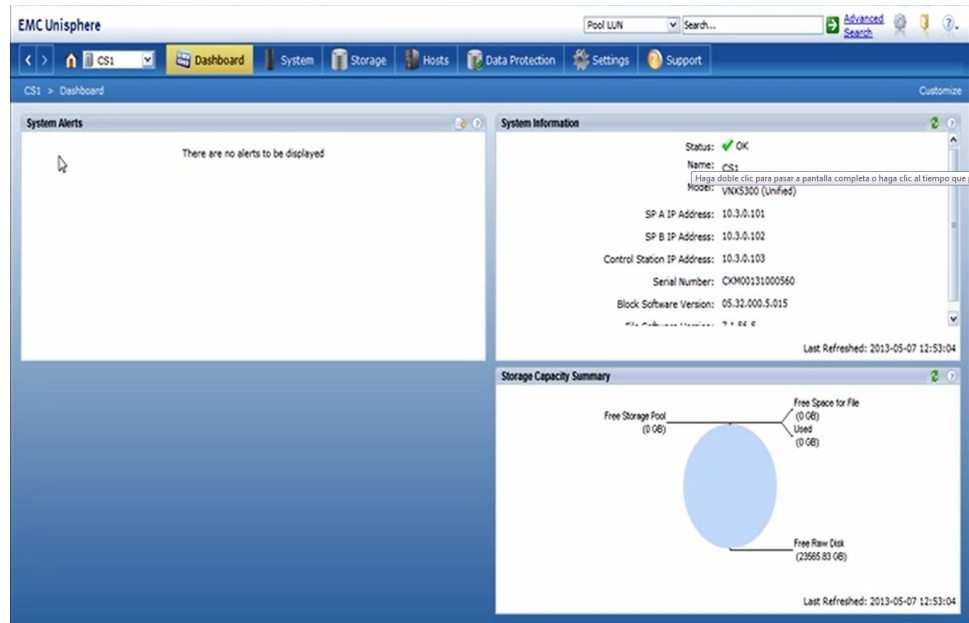 EMC Unisphere
Pool LUN
Search...
Advanced Search
CS1
Dashboard
System
Storage
Hosts
Data Protection
Settings
Support
CS1 > Dashboard
Customize
System Alerts
There are no alerts to be displayed
System Information
Status: OK
Name: CS1
Haga doble clic para pasar a pantalla completa o haga clic al tiempo que
Model: VNX5300 (Unified)
SP A IP Address: 10.3.0.101
SP B IP Address: 10.3.0.102
Control Station IP Address: 10.3.0.103
Serial Number: CKM00131000560
Block Software Version: 05.32.000.5.015
Last Refreshed: 2013-05-07 12:53:04
Storage Capacity Summary
Free Storage Pool
(0 GB)
Free Space for File
(0 GB)
Used
(0 GB)
Free Raw Disk
(23565.83 GB)
Last Refreshed: 2013-05-07 12:53:04